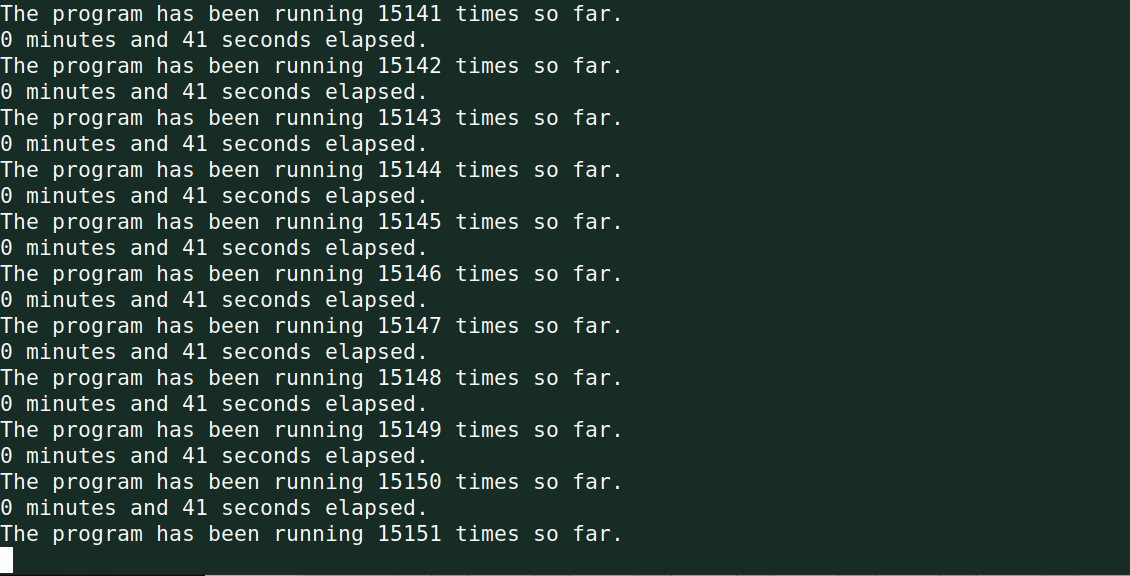 The program has been running 15141 times so far.
0 minutes and 41 seconds elapsed.
The program has been running 15142 times so far.
0 minutes and 41 seconds elapsed.
The program has been running 15143 times so far.
0 minutes and 41 seconds elapsed.
The program has been running 15144 times so far.
0 minutes and 41 seconds elapsed.
The program has been running 15145 times so far.
0 minutes and 41 seconds elapsed.
The program has been running 15146 times so far.
0 minutes and 41 seconds elapsed.
The program has been running 15147 times so far.
0 minutes and 41 seconds elapsed.
The program has been running 15148 times so far.
0 minutes and 41 seconds elapsed.
The program has been running 15149 times so far.
0 minutes and 41 seconds elapsed.
The program has been running 15150 times so far.
0 minutes and 41 seconds elapsed.
The program has been running 15151 times so far.